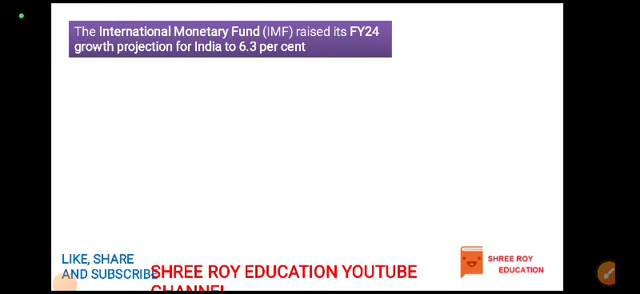 The International Monetary Fund (IMF) raised its FY24
growth projection for India to 6.3 per cent
LIKE, SHARE
AND SUBSCRIBE
SHREE ROY EDUCATION YOUTUBE
CHANNEL
SHREE ROY
EDUCATION